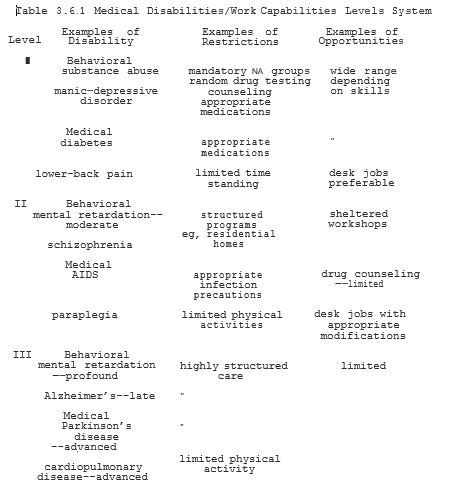 Table 3.6.1 Medical Disabilities/Work Capabilities Levels System
Level Examples of Disability Examples of Restrictions Examples of Opportunities
Behavioral
substance abuse mandatory NA groups wide range
random drug testing depending
manic-depressive counseling on skills
disorder appropriate
medications
Medical
diabetes appropriate "
medications
lower-back pain limited time desk jobs
standing preferable
II Behavioral
mental retardation-- structured sheltered
moderate programs workshops
eg, residential
schizophrenia homes
Medical
AIDS appropriate drug counseling
infection --limited
precautions
paraplegia limited physical desk jobs with
activities appropriate
modifications
III Behavioral
mental retardation highly structured limited
--profound care
Alzheimer's--late "
Medical
Parkinson's "
disease
--advanced
limited physical
cardiopulmonary activity
disease--advanced